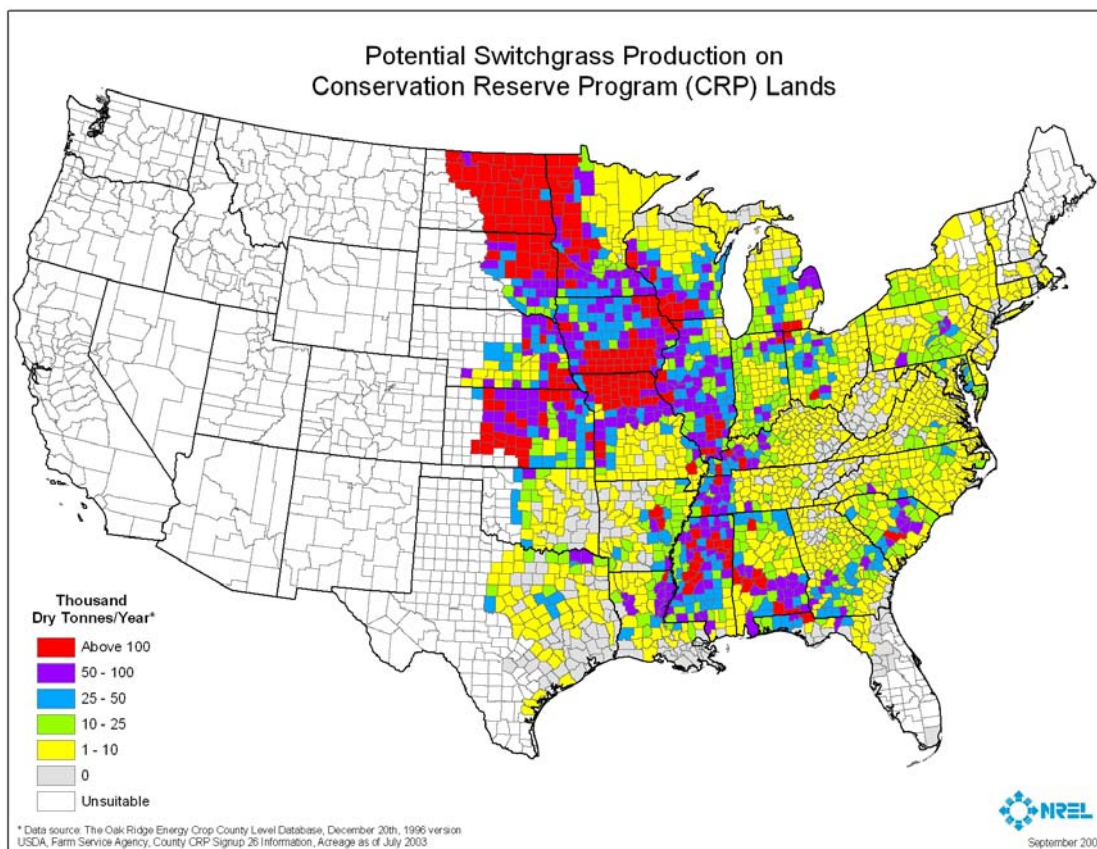 Potential Switchgrass Production on
Conservation Reserve Program (CRP) Lands
Thousand
Dry Tonnes/Year*
Above 100
50 - 100
25 - 50
10 - 25
1 - 10
0
Unsuitable
* Data source: The Oak Ridge Energy Crop County Level Database, December 20th, 1996 version
USDA, Farm Service Agency, County CRP Signup 26 Information, Acreage as of July 2003
NREL
September